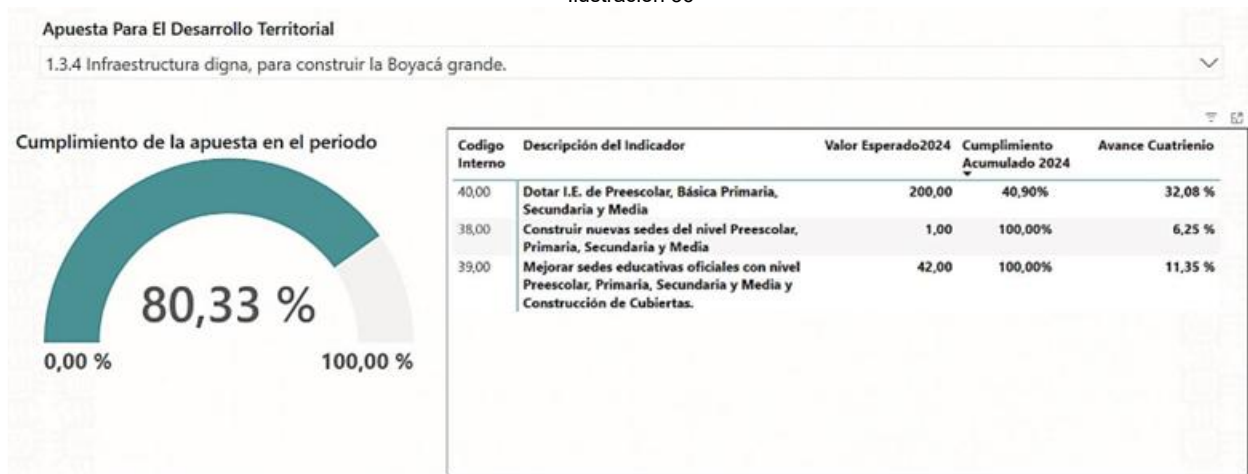 Apuesta Para El Desarrollo Territorial
1.3.4 Infraestructura digna, para construir la Boyacá grande.
Cumplimiento de la apuesta en el periodo
80,33 %
0,00 %
100,00 %
Codigo Interno Descripción del Indicador Valor Esperado2024 Cumplimiento Acumulado 2024 Avance Cuatrienio
40,00 Dotar I.E. de Preescolar, Básica Primaria, 200,00 40,90% 32,08 %
Secundaria y Media
38,00 Construir nuevas sedes del nivel Preescolar, 1,00 100,00% 6,25 %
Primaria, Secundaria y Media
39,00 Mejorar sedes educativas oficiales con nivel 42,00 100,00% 11,35 %
Preescolar, Primaria, Secundaria y Media y
Construcción de Cubiertas.